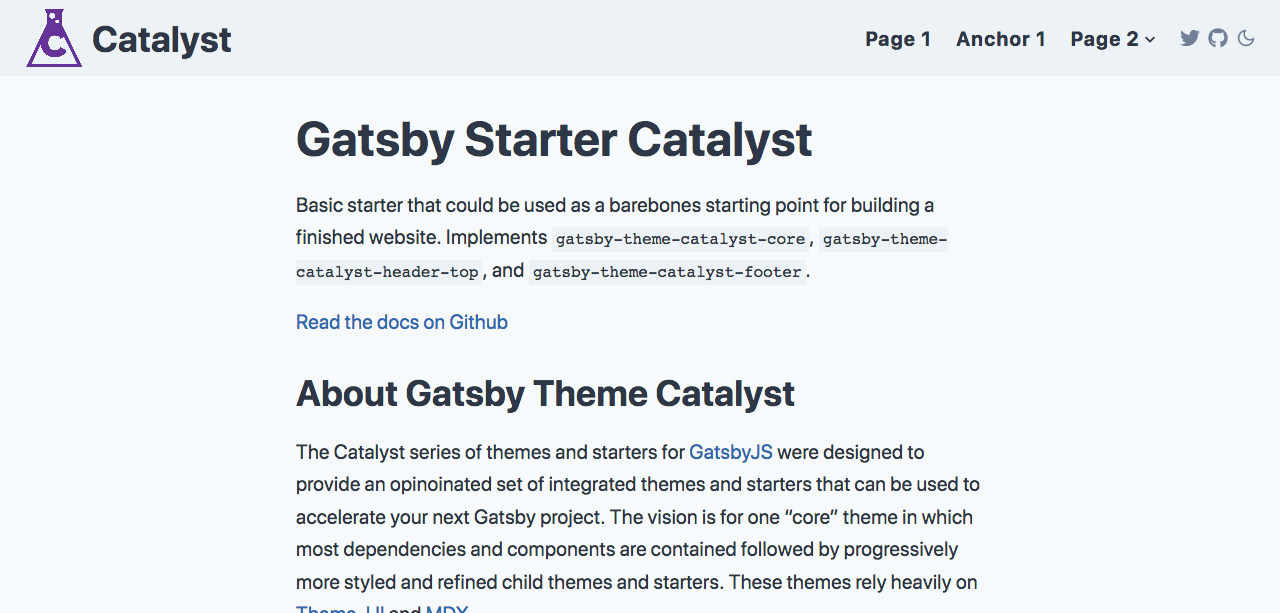 C Catalyst
Page 1 Anchor 1 Page 2
Gatsby Starter Catalyst
Basic starter that could be used as a barebones starting point for building a
finished website. Implements gatsby-theme-catalyst-core, gatsby-theme-
catalyst-header-top, and gatsby-theme-catalyst-footer.
Read the docs on Github
About Gatsby Theme Catalyst
The Catalyst series of themes and starters for GatsbyJS were designed to
provide an opinoinated set of integrated themes and starters that can be used to
accelerate your next Gatsby project. The vision is for one “core” theme in which
most dependencies and components are contained followed by progressively
more styled and refined child themes and starters. These themes rely heavily on
Theme-UI and MDX.